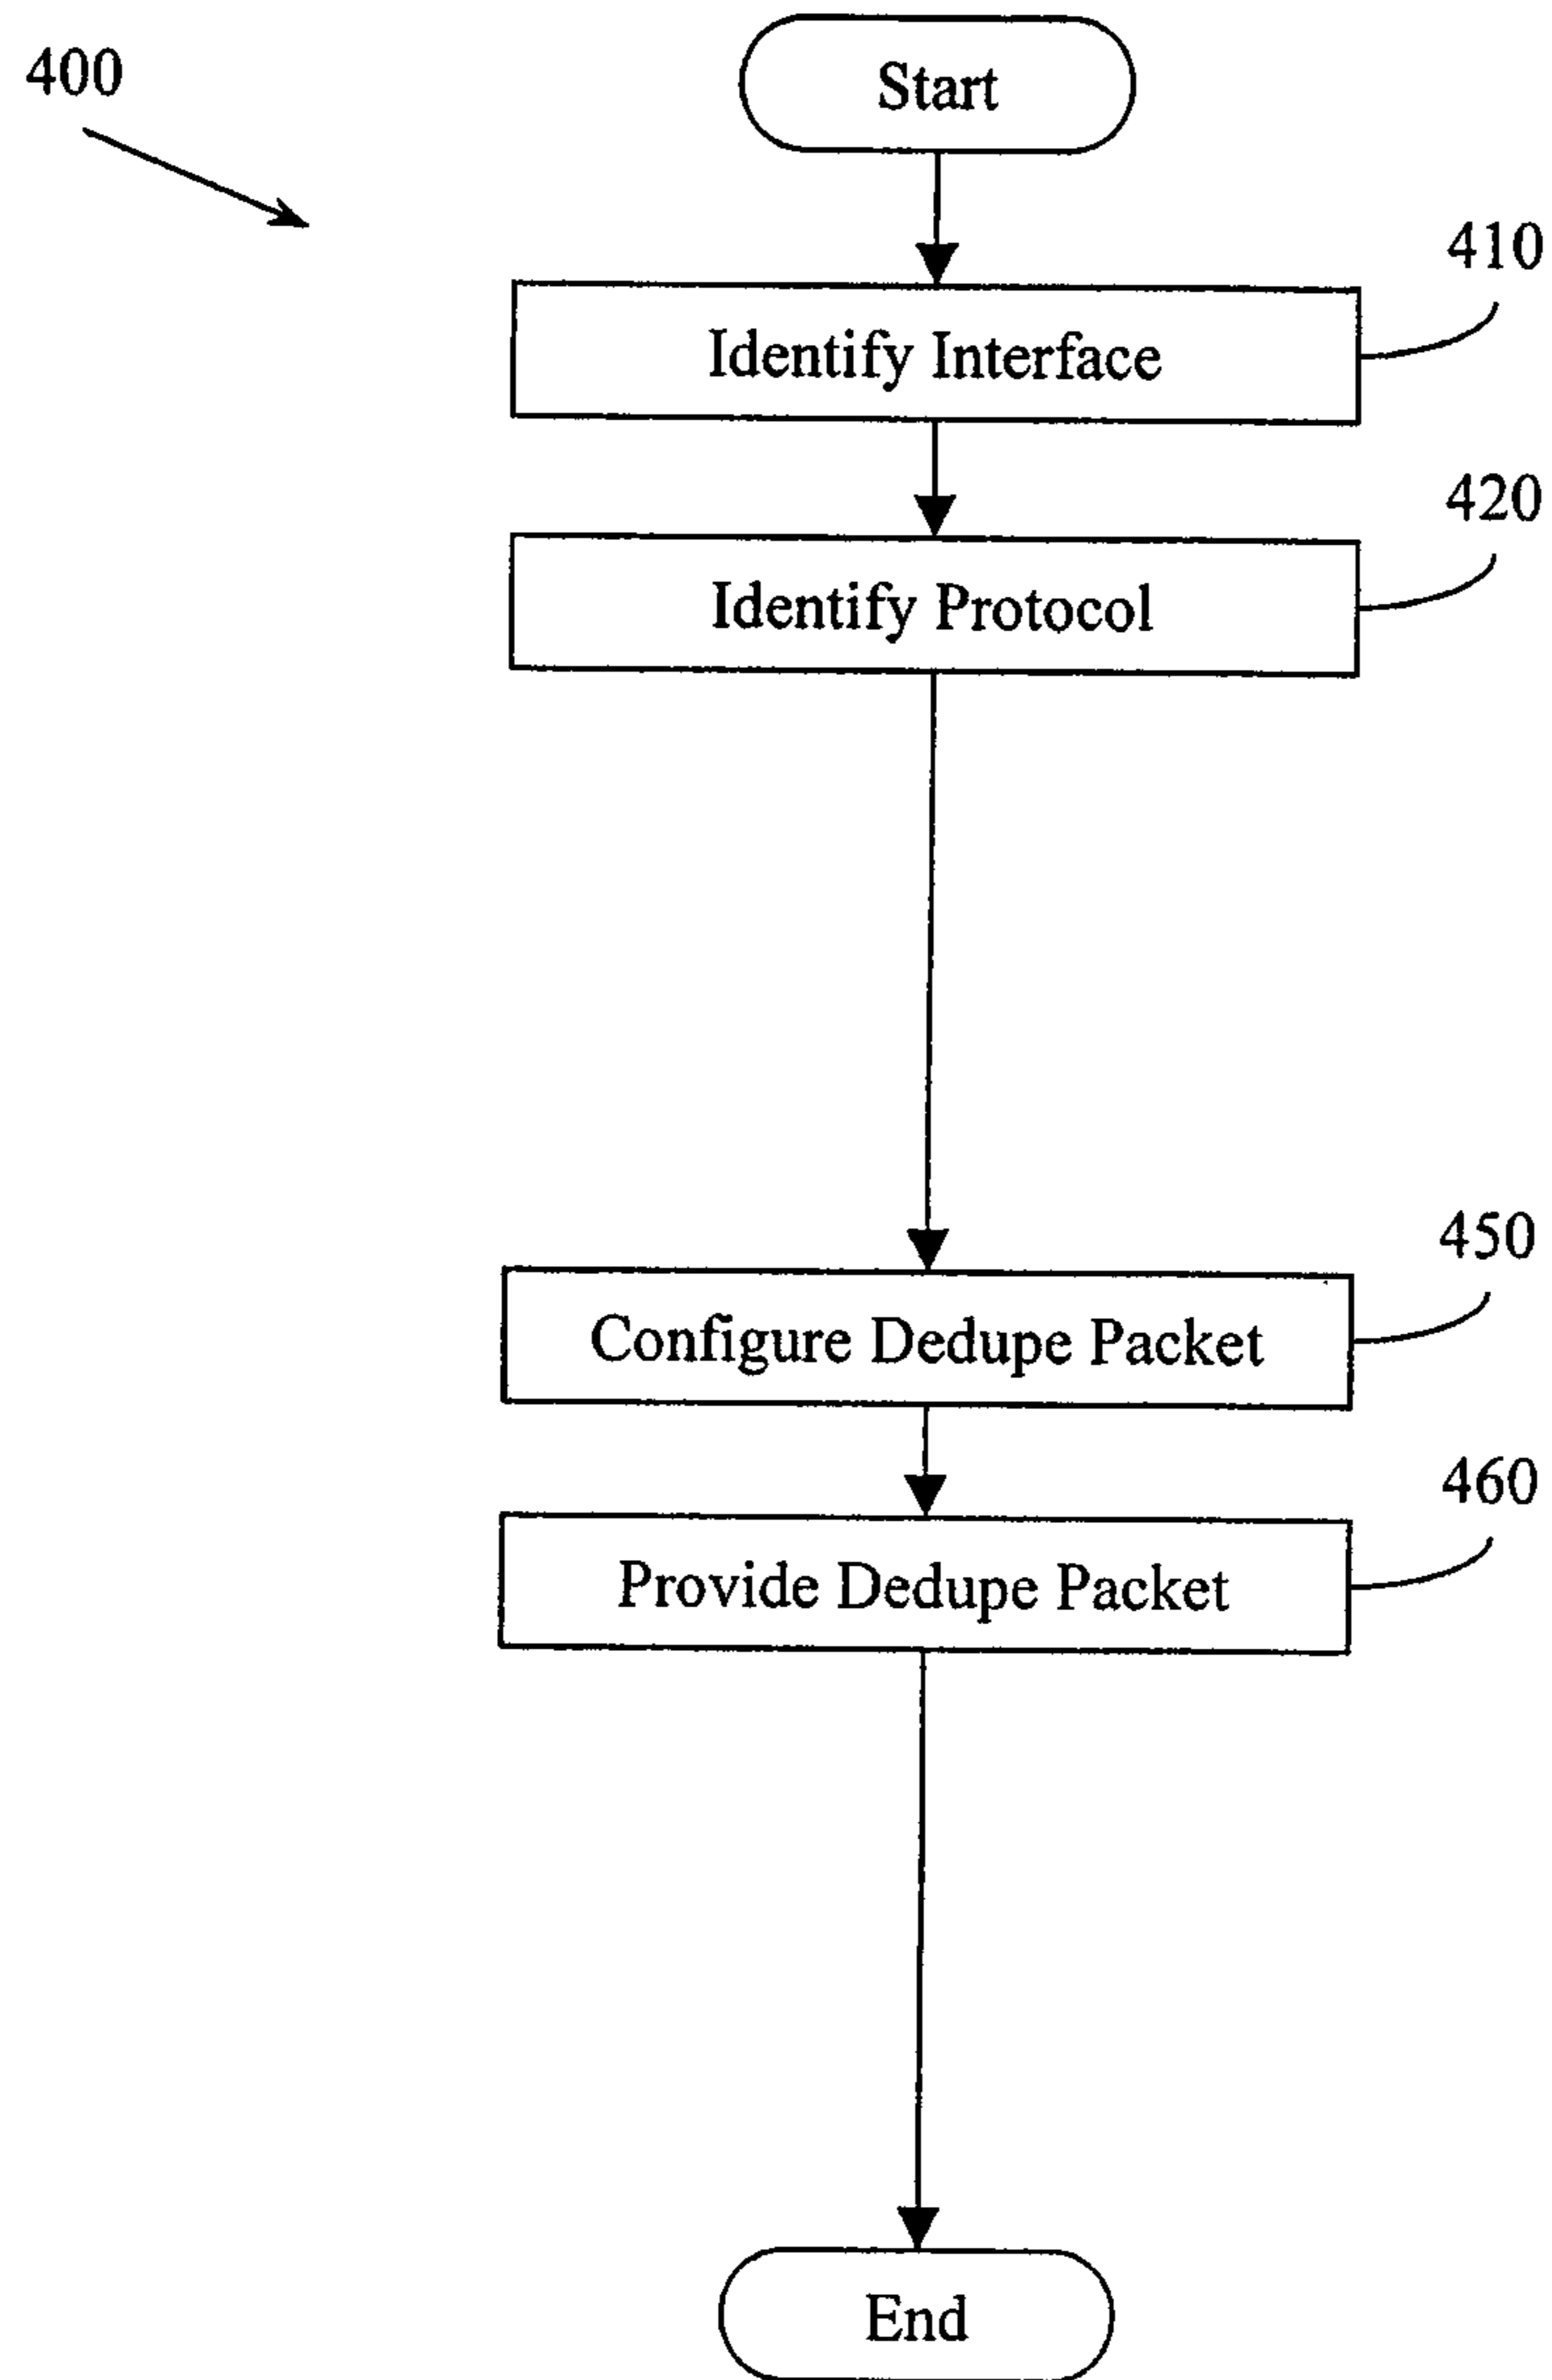 400
Start
410
Identify Interface
420
Identify Protocol
450
Configure Dedupe Packet
460
Provide Dedupe Packet
End